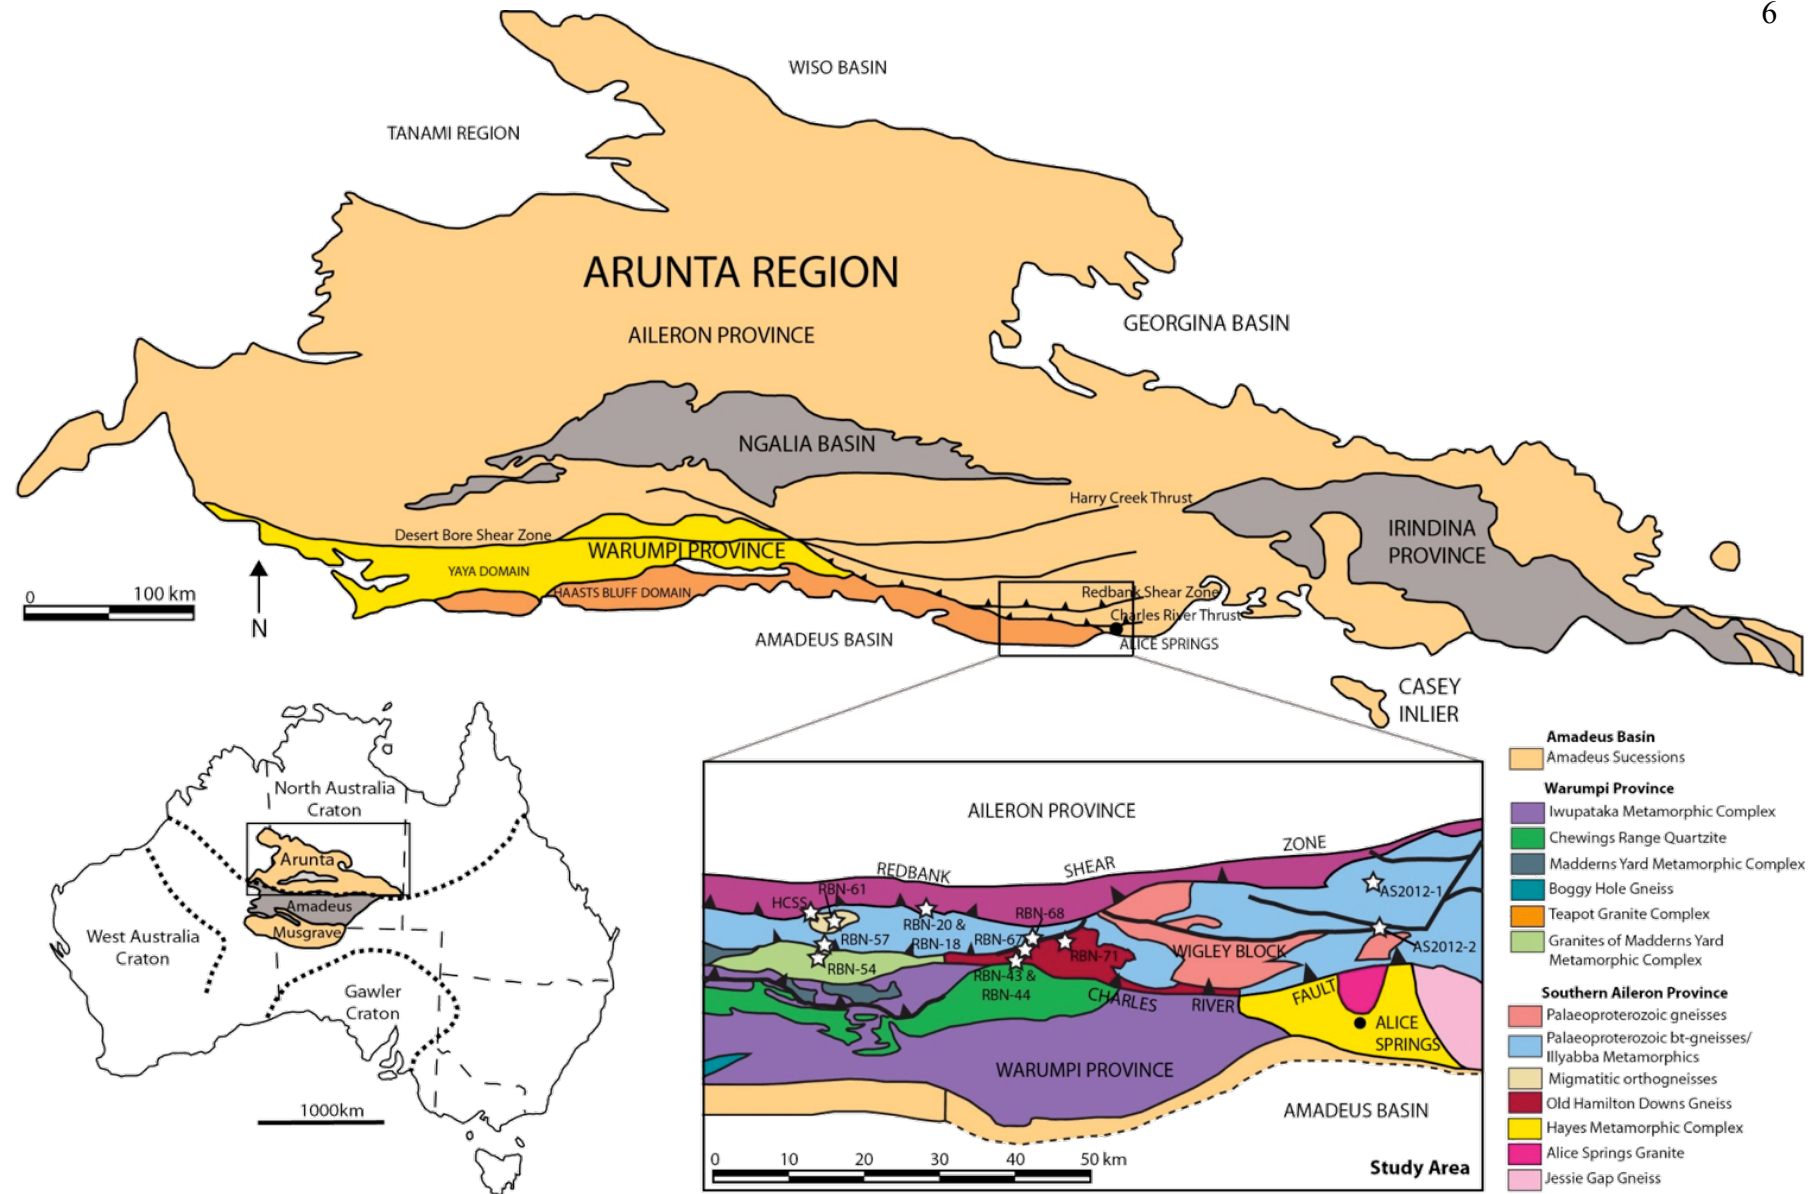 6
WISO BASIN
TANAMI REGION
ARUNTA REGION
GEORGINA BASIN
AILERON PROVINCE
NGALIA BASIN
Harry Creek Thrust
IRINDINA
PROVINCE
Desert Bore Shear Zone
WARUMPI PROVINCE
YAYA DOMAIN
HAASTS BLUFF DOMAIN
Redbank Shear Zone
Charles River Thrust
ALICE SPRINGS
AMADEUS BASIN
0 100 km
N
CASEY
INLIER
North Australia
Craton
Arunta
Amadeus
Musgrave
West Australia
Craton
Gawler
Craton
1000km
AILERON PROVINCE
REDBANK SHEAR ZONE
RBN-61
HCSS
RBN-20 &
RBN-18
RBN-68
RBN-67
RBN-57
RBN-54
RBN-71
RBN-43 &
RBN-44
AS2012-1
AS2012-2
WIGLEY BLOCK
CHARLES RIVER FAULT
ALICE
SPRINGS
WARUMPI PROVINCE
AMADEUS BASIN
0 10 20 30 40 50 km
Study Area
Amadeus Basin
Amadeus Sucessions
Warumpi Province
Iwupataka Metamorphic Complex
Chewings Range Quartzite
Madderns Yard Metamorphic Complex
Boggy Hole Gneiss
Teapot Granite Complex
Granites of Madderns Yard
Metamorphic Complex
Southern Aileron Province
Palaeoproterozoic gneisses
Palaeoproterozoic bt-gneisses/
Illyabba Metamorphics
Migmatitic orthogneisses
Old Hamilton Downs Gneiss
Hayes Metamorphic Complex
Alice Springs Granite
Jessie Gap Gneiss